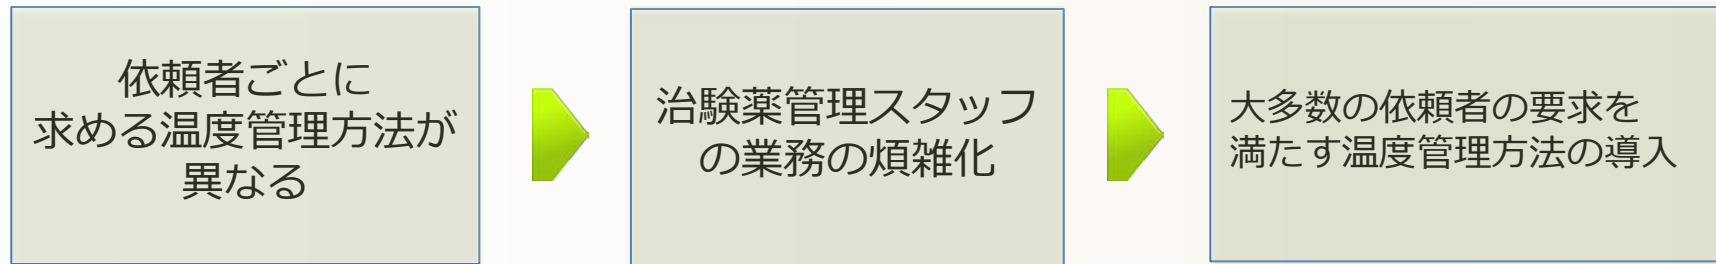 依頼者ごとに
求める温度管理方法が
異なる
治験薬管理スタッフ
の業務の煩雑化
大多数の依頼者の要求を
満たす温度管理方法の導入